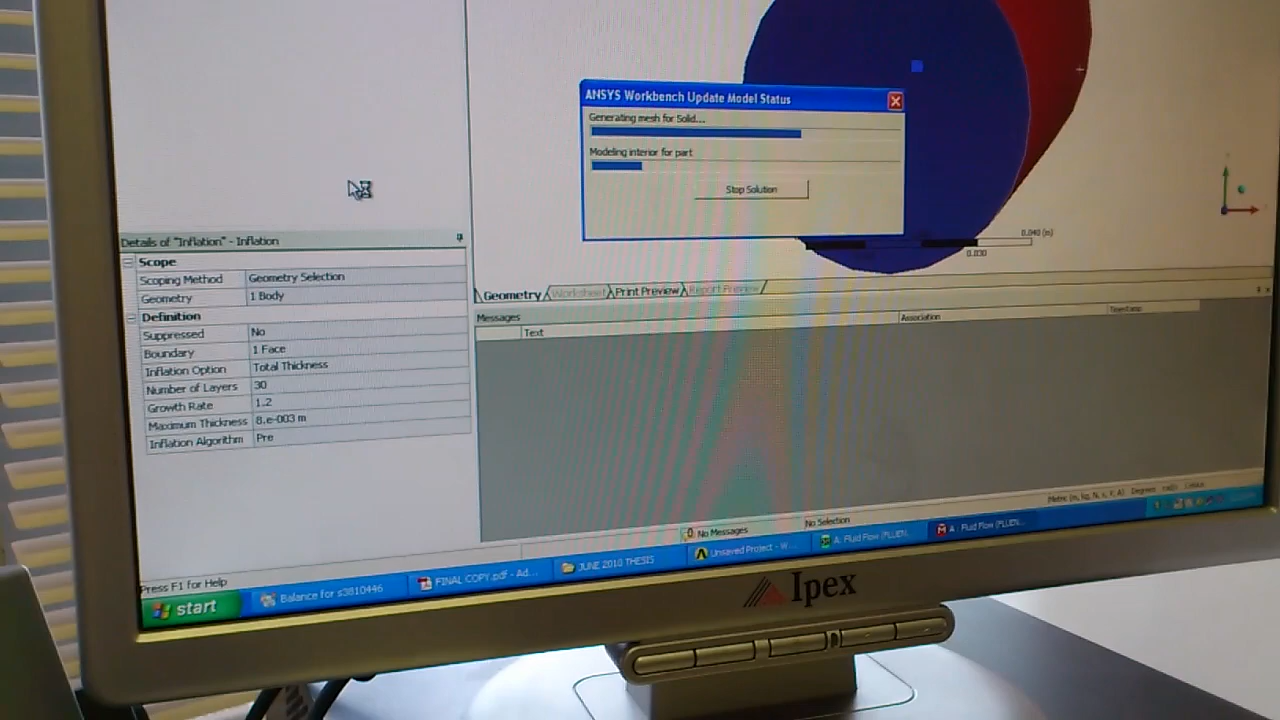 ANSYS Workbench Update Model Status
Generating mesh for Solid...
Modeling interior for part
Stop Solution
0.040 (m)
0.030
Details of "Inflation" - Inflation
Scope
Scoping Method Geometry Selection
Geometry 1 Body
Definition
Suppressed No
Boundary 1 Face
Inflation Option Total Thickness
Number of Layers 30
Growth Rate 1.2
Maximum Thickness 8.e-003 m
Inflation Algorithm Pre
Geometry Worksheet Print Preview Report Preview
Messages
Text Association Timestamp
Metric (m, kg, N, s, V, A) Degrees
No Messages No Selection
Press F1 for Help
start Balance for s3810446 FINAL COPY.pdf - Ad... JUNE 2010 THESIS Unsaved Project - W... A: Fluid Flow (FLUEN... A : Fluid Flow (FLUEN...
Ipex